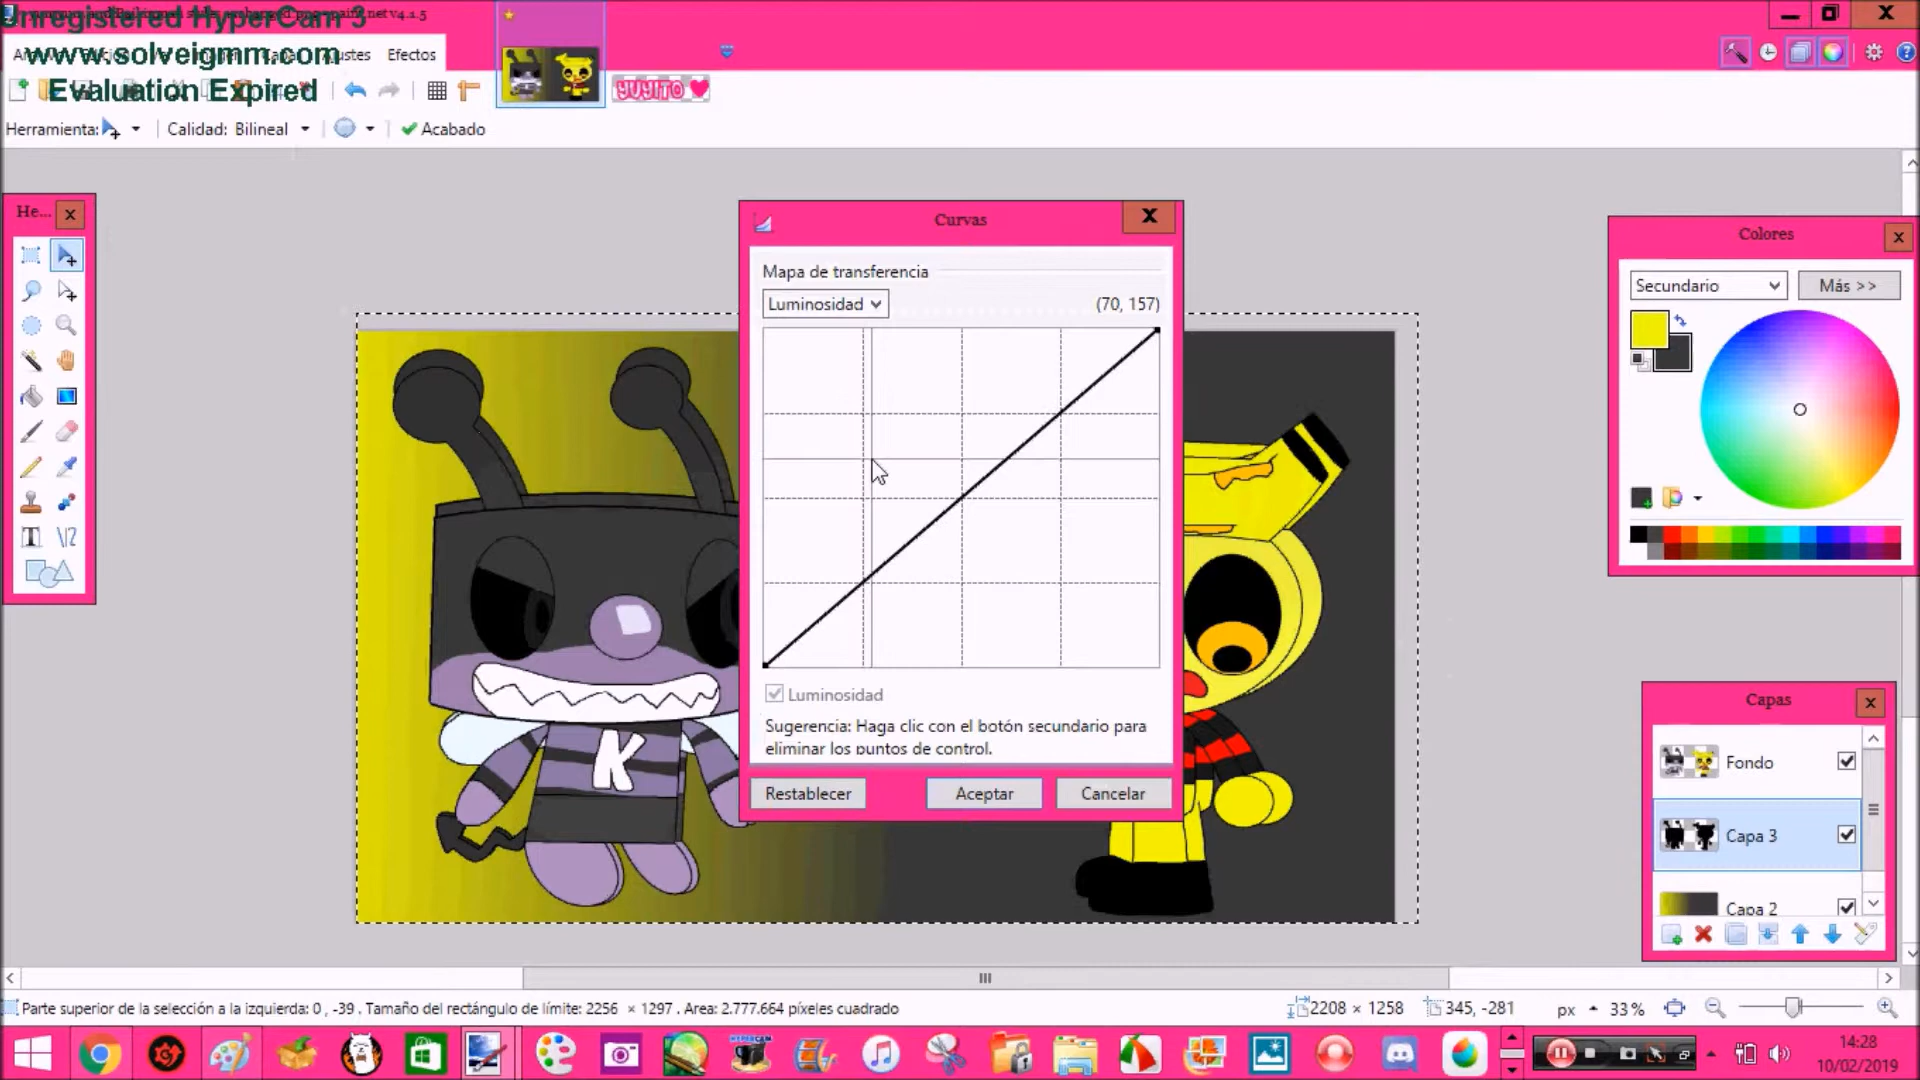 Unregistered HyperCam 3
www.solveigmm.com
Evaluation Expired
paint.net v4.1.5
Ajustes
Efectos
YUYITO
Herramienta:
Calidad: Bilineal
Acabado
He...
Curvas
Mapa de transferencia
Luminosidad
(70, 157)
Luminosidad
Sugerencia: Haga clic con el botón secundario para
eliminar los puntos de control.
Restablecer
Aceptar
Cancelar
K
Colores
Secundario
Más >>
Capas
Fondo
Capa 3
Capa 2
Parte superior de la selección a la izquierda: 0 , -39 . Tamaño del rectángulo de límite: 2256 × 1297 . Area: 2.777.664 píxeles cuadrado
2208 × 1258
345, -281
px
33%
14:28
10/02/2019